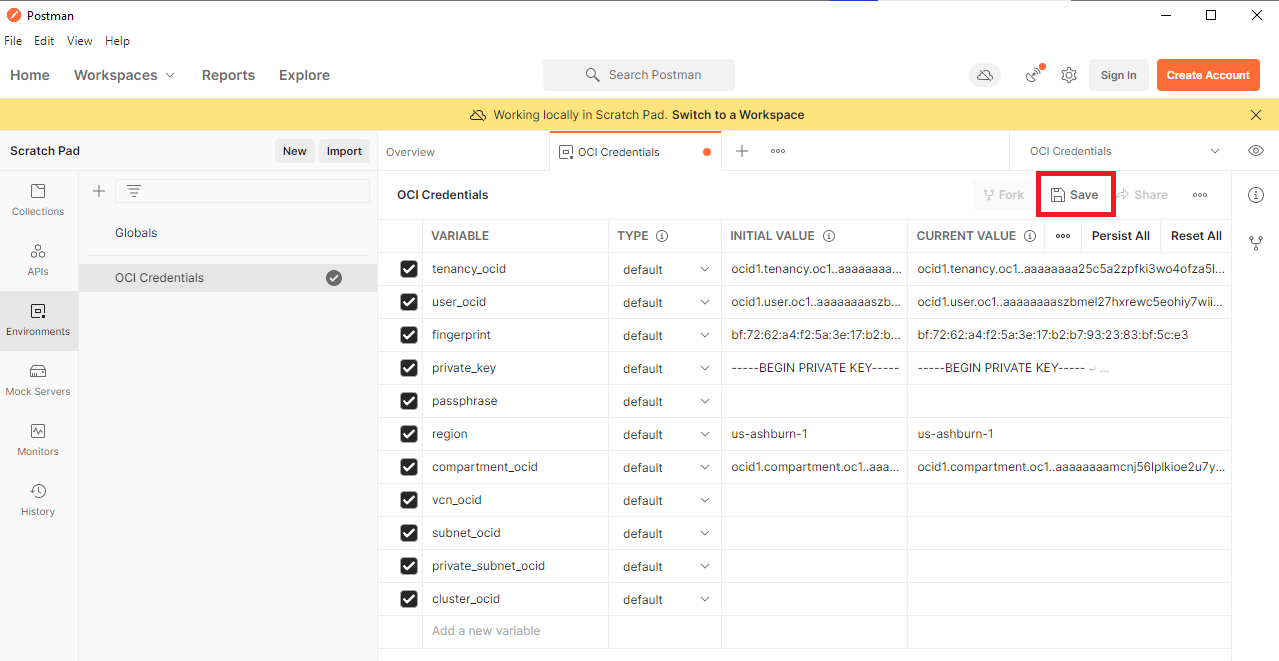 Postman
File Edit View Help
Home Workspaces Reports Explore Search Postman Sign In Create Account
Working locally in Scratch Pad. Switch to a Workspace
Scratch Pad New Import Overview OCI Credentials OCI Credentials
Collections
APIs
Environments
Mock Servers
Monitors
History
Globals
OCI Credentials
OCI Credentials Fork Save Share
VARIABLE TYPE INITIAL VALUE CURRENT VALUE Persist All Reset All
tenancy_ocid default ocid1.tenancy.oc1..aaaaaaaa... ocid1.tenancy.oc1..aaaaaaaa25c5a2zpfki3wo4ofza5l...
user_ocid default ocid1.user.oc1..aaaaaaaaszb... ocid1.user.oc1..aaaaaaaaszbmel27hxrewc5eohiy7wii...
fingerprint default bf:72:62:a4:f2:5a:3e:17:b2:b... bf:72:62:a4:f2:5a:3e:17:b2:b7:93:23:83:bf:5c:e3
private_key default -----BEGIN PRIVATE KEY----- -----BEGIN PRIVATE KEY----- ↵ ...
passphrase default
region default us-ashburn-1 us-ashburn-1
compartment_ocid default ocid1.compartment.oc1..aaa... ocid1.compartment.oc1..aaaaaaaamcnj56lplkioe2u7y...
vcn_ocid default
subnet_ocid default
private_subnet_ocid default
cluster_ocid default
Add a new variable